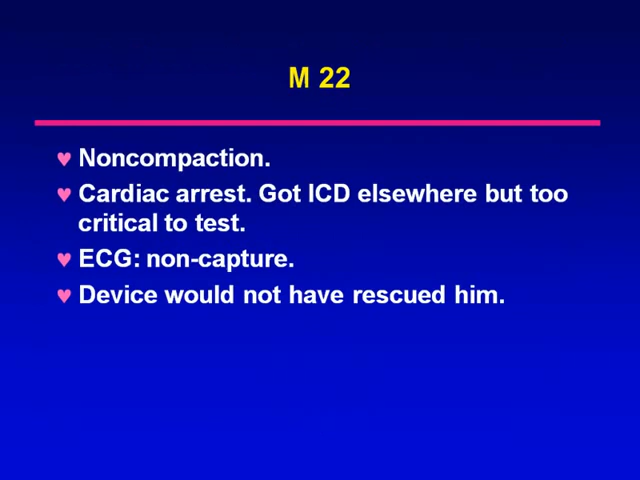 M 22
♥ Noncompaction.
♥ Cardiac arrest. Got ICD elsewhere but too
critical to test.
♥ ECG: non-capture.
♥ Device would not have rescued him.